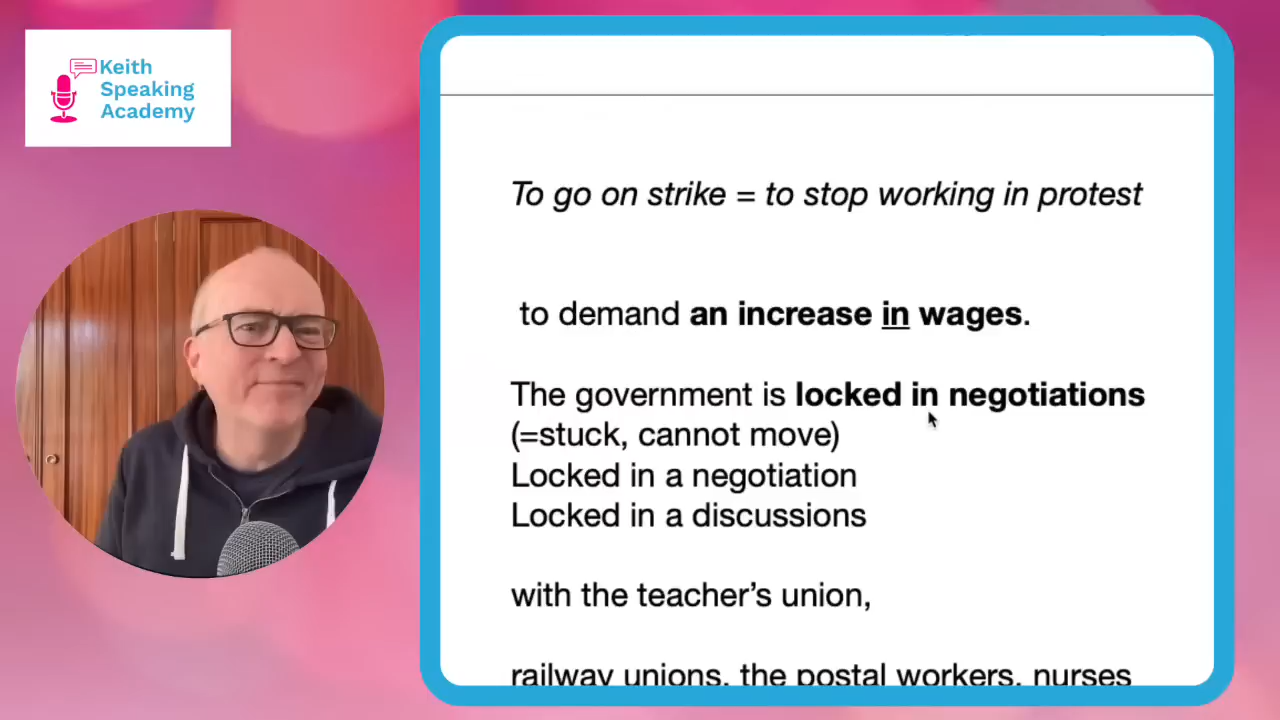 Keith
Speaking
Academy
To go on strike = to stop working in protest
to demand an increase in wages.
The government is locked in negotiations
(=stuck, cannot move)
Locked in a negotiation
Locked in a discussions
with the teacher’s union,
railway unions, the postal workers, nurses